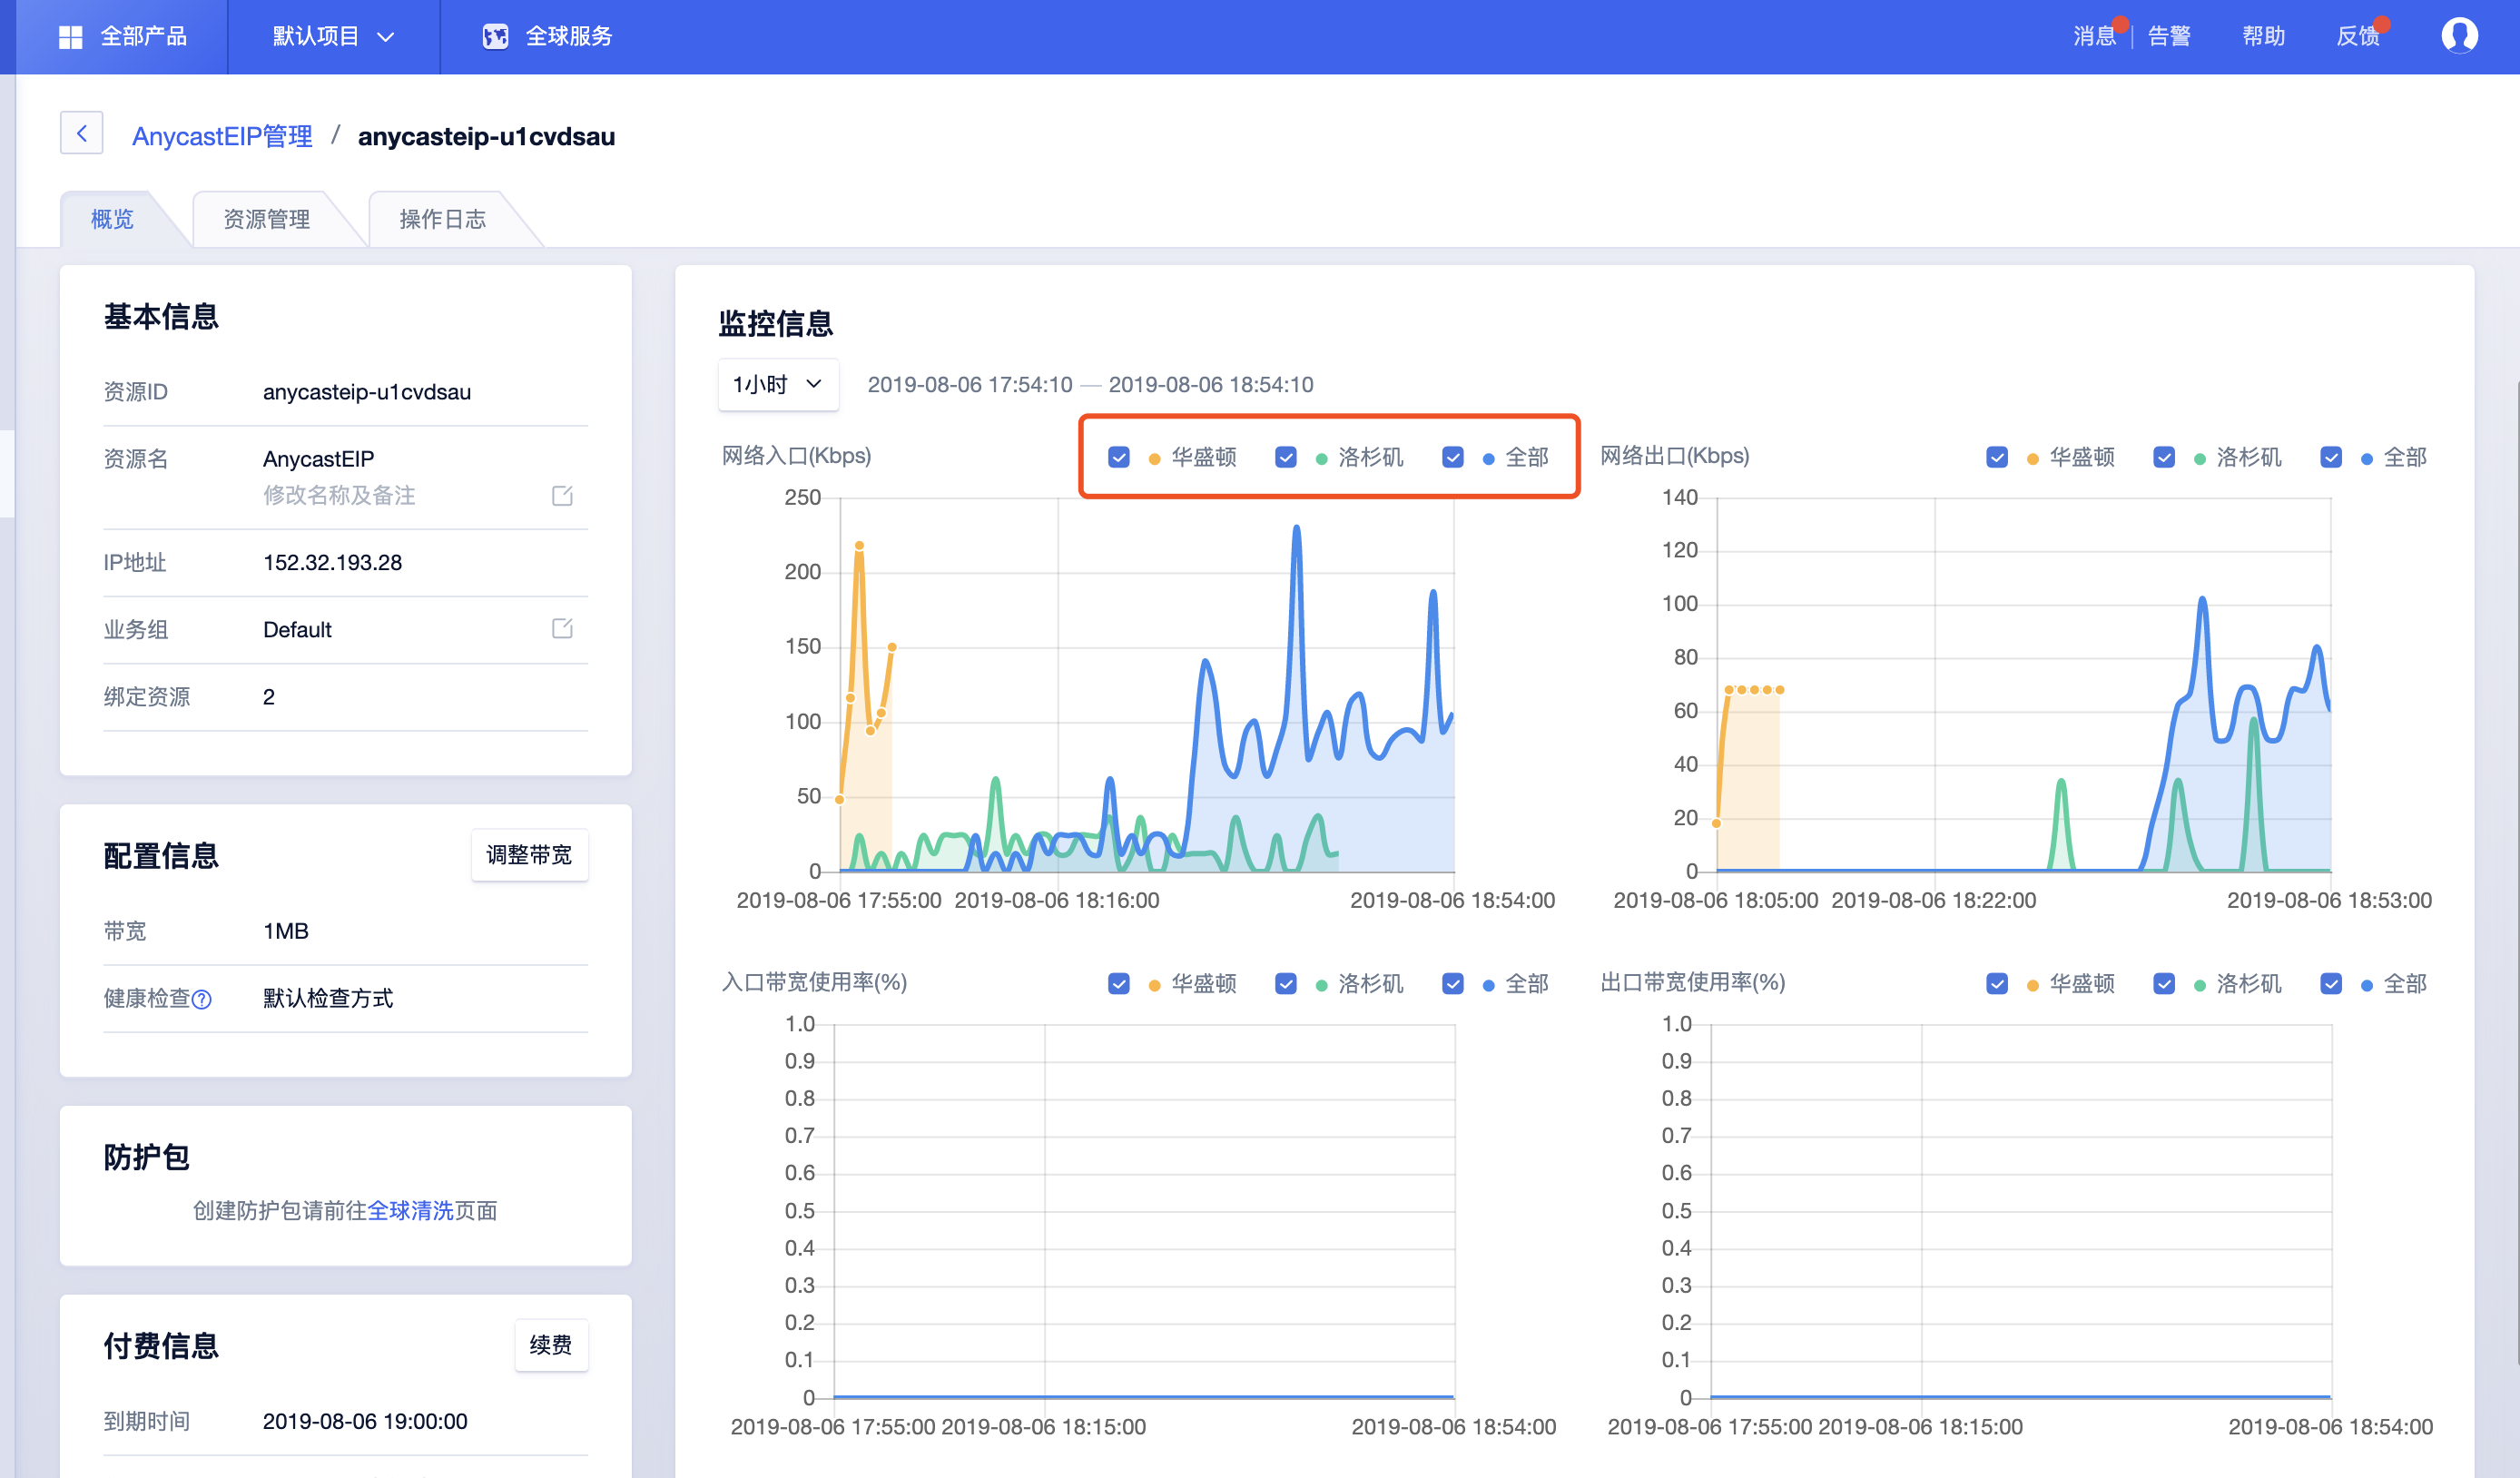 全部产品
默认项目
全球服务
消息
告警
帮助
反馈
AnycastEIP管理 / anycasteip-u1cvdsau
概览
资源管理
操作日志
基本信息
资源ID anycasteip-u1cvdsau
资源名 AnycastEIP
修改名称及备注
IP地址 152.32.193.28
业务组 Default
绑定资源 2
配置信息
调整带宽
带宽 1MB
健康检查? 默认检查方式
防护包
创建防护包请前往全球清洗页面
付费信息
续费
到期时间 2019-08-06 19:00:00
监控信息
1小时
2019-08-06 17:54:10 — 2019-08-06 18:54:10
网络入口(Kbps)
华盛顿 洛杉矶 全部
250
200
150
100
50
0
2019-08-06 17:55:00 2019-08-06 18:16:00 2019-08-06 18:54:00
网络出口(Kbps)
华盛顿 洛杉矶 全部
140
120
100
80
60
40
20
0
2019-08-06 18:05:00 2019-08-06 18:22:00 2019-08-06 18:53:00
入口带宽使用率(%)
华盛顿 洛杉矶 全部
1.0
0.9
0.8
0.7
0.6
0.5
0.4
0.3
0.2
0.1
0
2019-08-06 17:55:00 2019-08-06 18:15:00 2019-08-06 18:54:00
出口带宽使用率(%)
华盛顿 洛杉矶 全部
1.0
0.9
0.8
0.7
0.6
0.5
0.4
0.3
0.2
0.1
0
2019-08-06 17:55:00 2019-08-06 18:15:00 2019-08-06 18:54:00